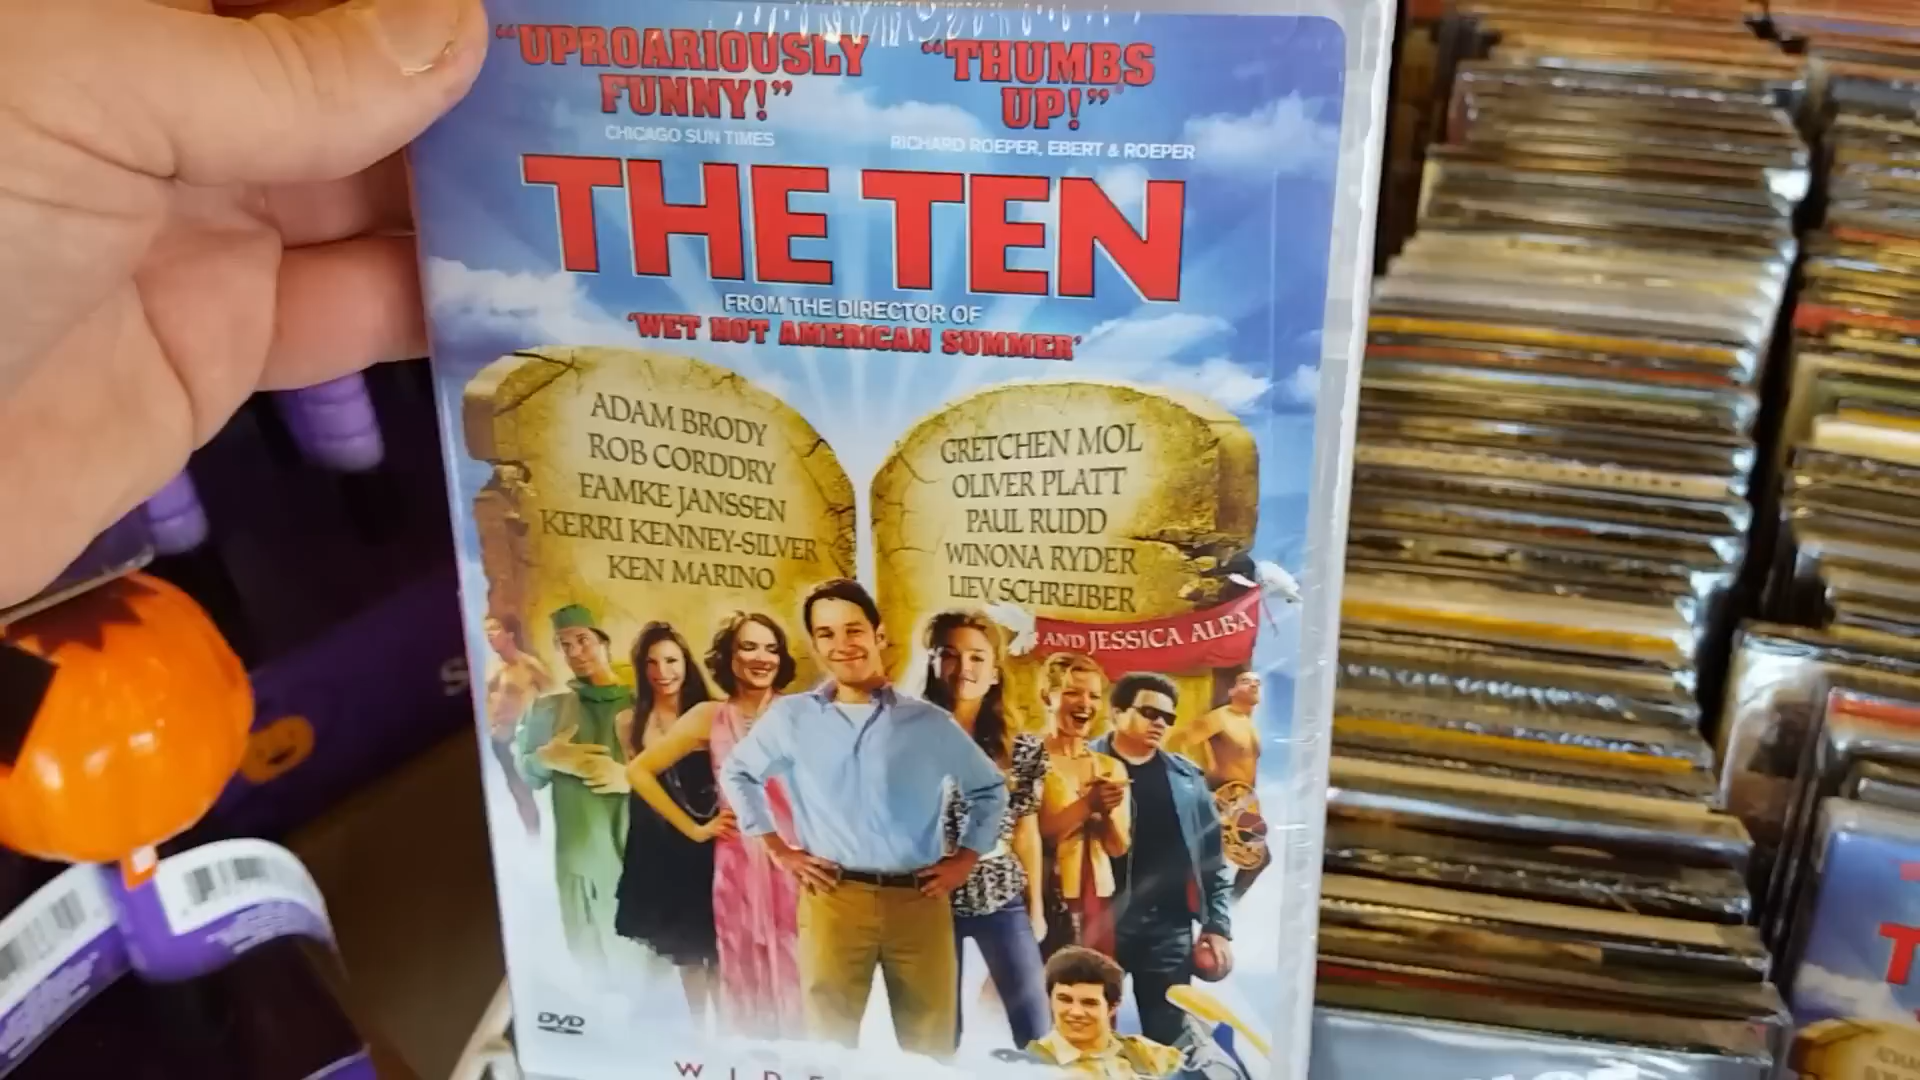 "UPROARIOUSLY FUNNY!"
CHICAGO SUN TIMES
"THUMBS UP!"
RICHARD ROEPER, EBERT & ROEPER
THE TEN
FROM THE DIRECTOR OF
'WET HOT AMERICAN SUMMER'
ADAM BRODY
ROB CORDDRY
FAMKE JANSSEN
KERRI KENNEY-SILVER
KEN MARINO
GRETCHEN MOL
OLIVER PLATT
PAUL RUDD
WINONA RYDER
LIEV SCHREIBER
AND JESSICA ALBA
DVD